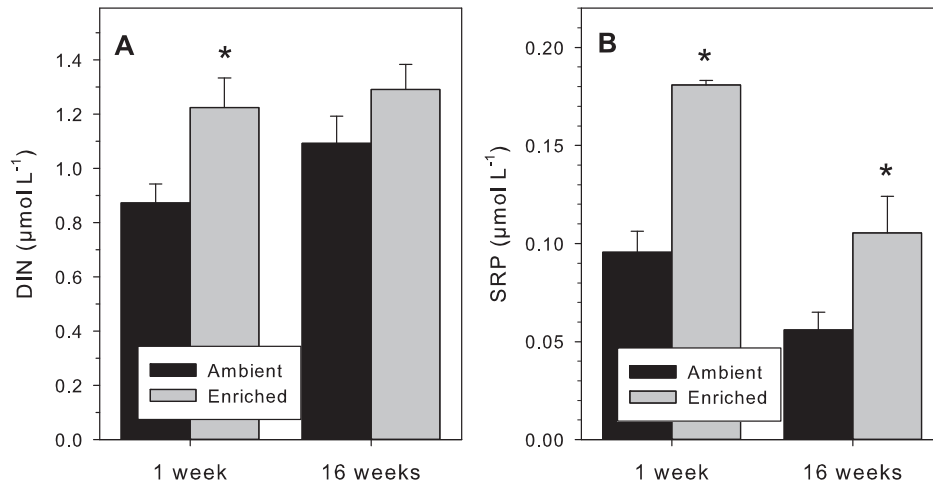 A
DIN (µmol L-1)
1.4
1.2
1.0
0.8
0.6
0.4
0.2
0.0
*
Ambient
Enriched
1 week
16 weeks
B
SRP (µmol L-1)
0.20
0.15
0.10
0.05
0.00
*
*
Ambient
Enriched
1 week
16 weeks